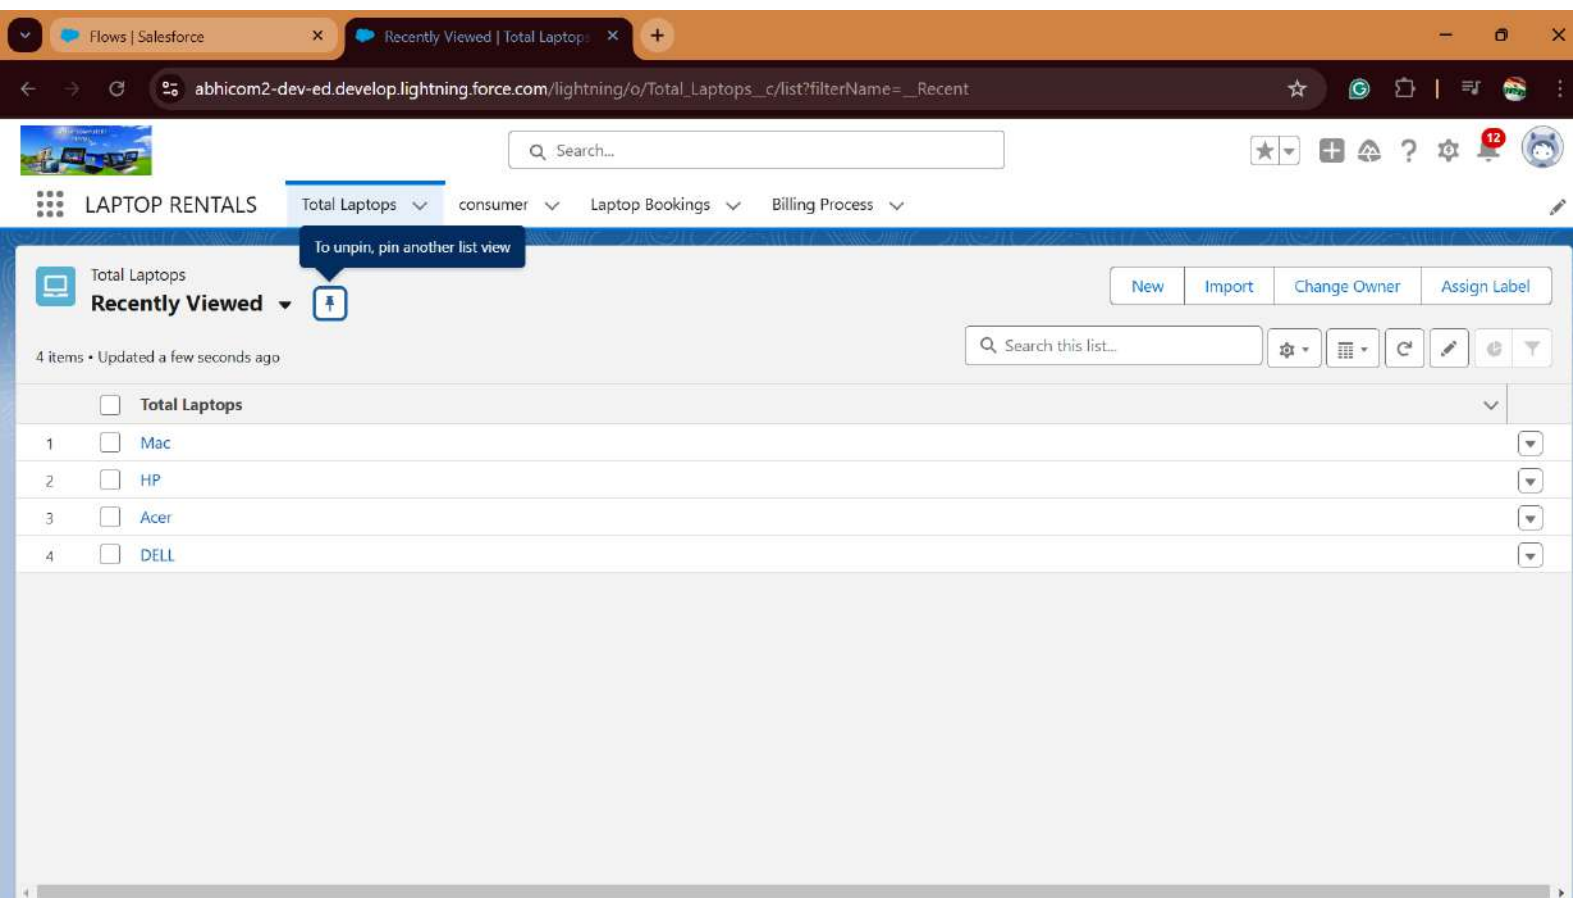 Flows | Salesforce
Recently Viewed | Total Laptops
abhicom2-dev-ed.develop.lightning.force.com/lightning/o/Total_Laptops__c/list?filterName=__Recent
Search...
12
LAPTOP RENTALS
Total Laptops
consumer
Laptop Bookings
Billing Process
To unpin, pin another list view
Total Laptops
Recently Viewed
New
Import
Change Owner
Assign Label
4 items • Updated a few seconds ago
Search this list...
Total Laptops
1 Mac
2 HP
3 Acer
4 DELL